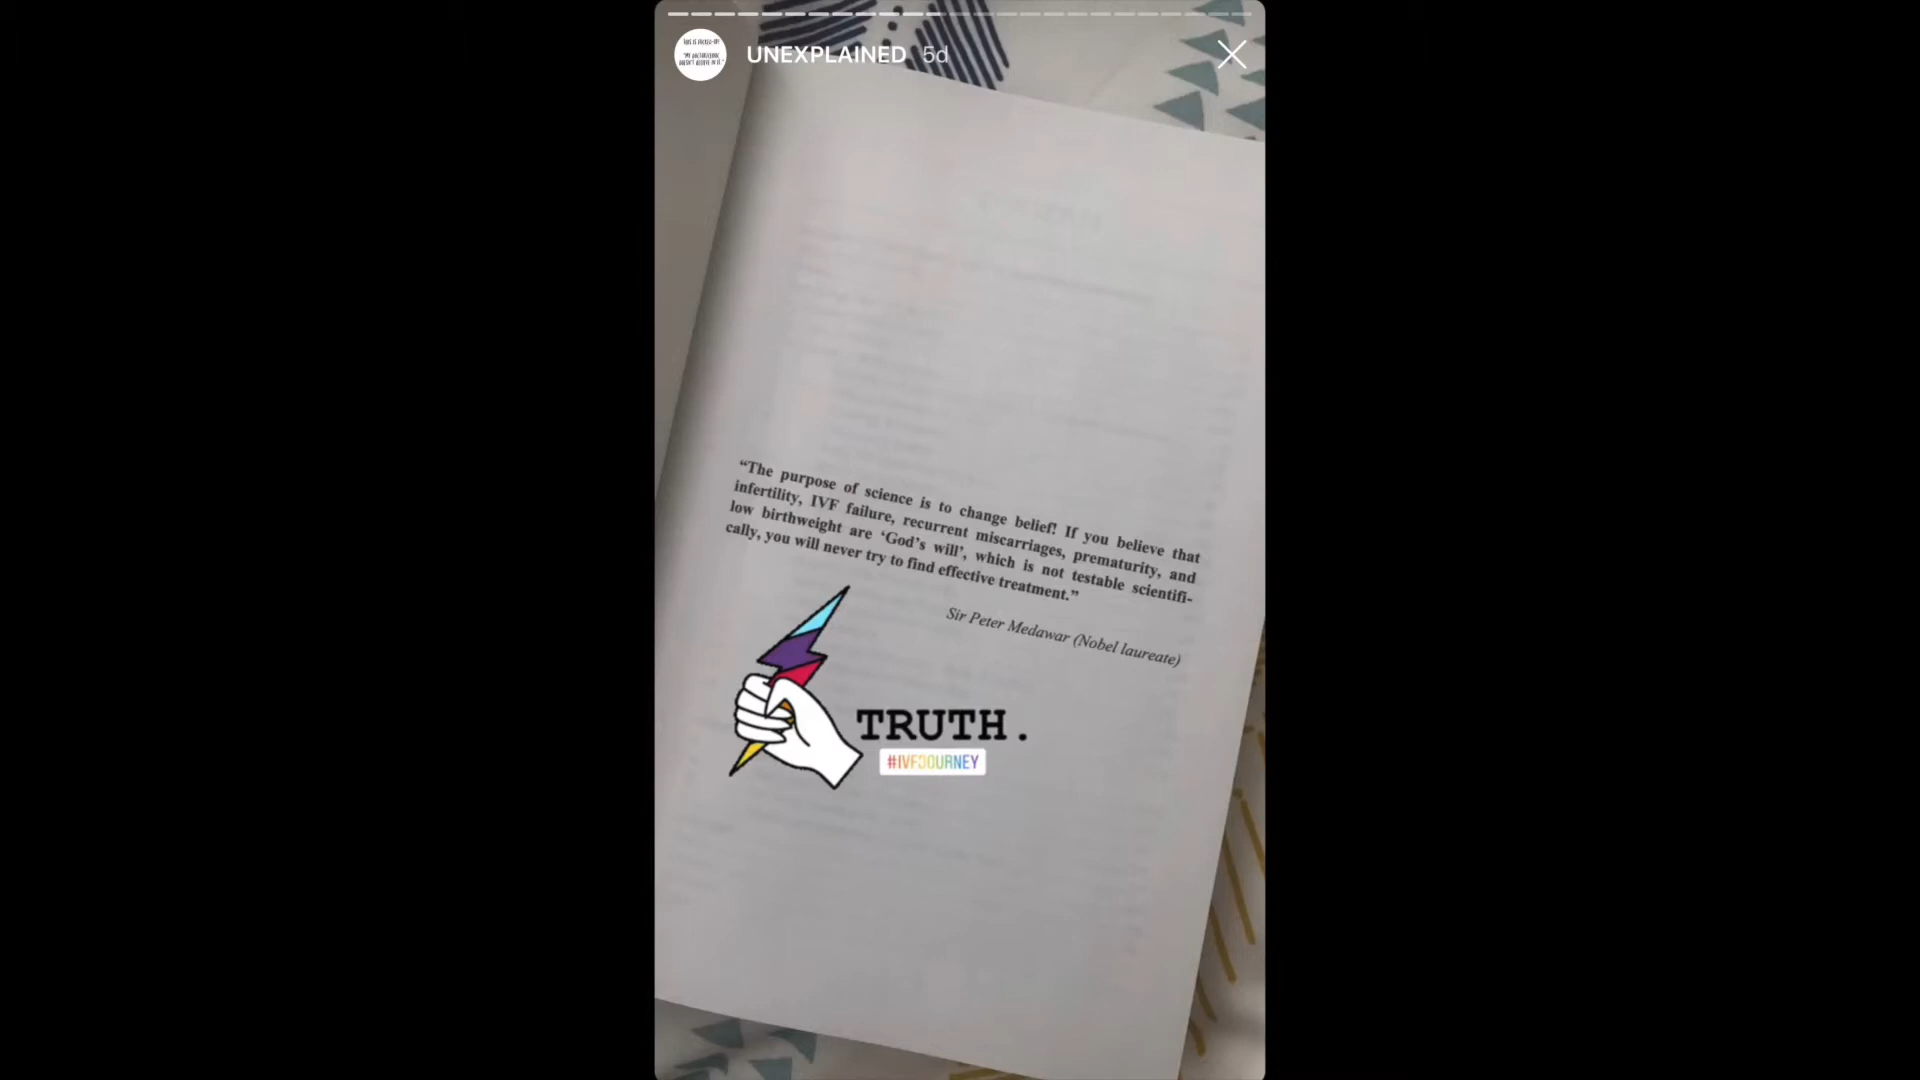 UNEXPLAINED 5d
“The purpose of science is to change belief! If you believe that
infertility, IVF failure, recurrent miscarriages, prematurity, and
low birthweight are ‘God’s will’, which is not testable scientifi-
cally, you will never try to find effective treatment.”
Sir Peter Medawar (Nobel laureate)
TRUTH.
#IVFJOURNEY